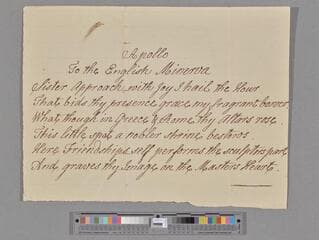 Apollo
To the English Minerva
Sister Approach, with Joy I hail the Hour
That bids thy presence grace my fragrant bower
What though in Greece & Rome thy Alters rose
This little spot a nobler shrine bestows
Here Friendships self performs the sculptors part
And graves thy Image on the Masters Heart.